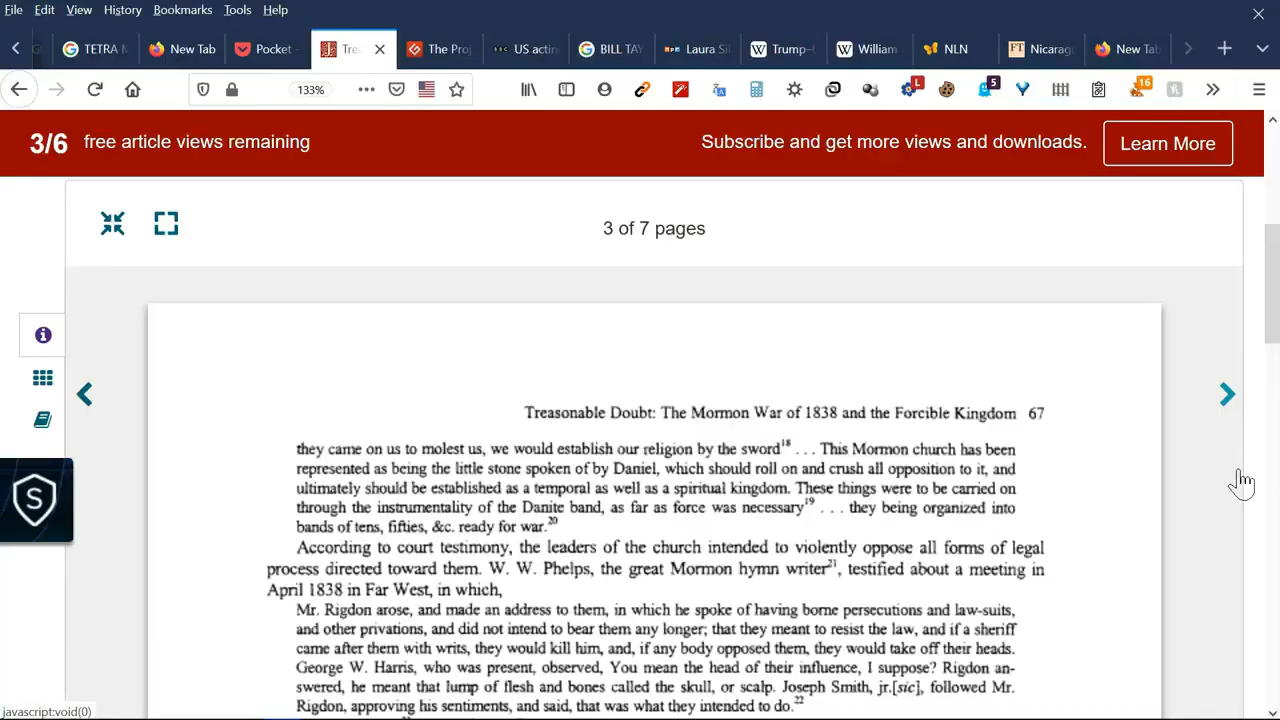 File Edit View History Bookmarks Tools Help
TETRA M New Tab Pocket - Trea The Proj US actin BILL TAY Laura Sil Trump–U William NLN Nicarag New Tab
133% L 5 16
3/6 free article views remaining Subscribe and get more views and downloads. Learn More
3 of 7 pages
Treasonable Doubt: The Mormon War of 1838 and the Forcible Kingdom 67
they came on us to molest us, we would establish our religion by the sword18 . . . This Mormon church has been
represented as being the little stone spoken of by Daniel, which should roll on and crush all opposition to it, and
ultimately should be established as a temporal as well as a spiritual kingdom. These things were to be carried on
through the instrumentality of the Danite band, as far as force was necessary19 . . . they being organized into
bands of tens, fifties, &c. ready for war.20
According to court testimony, the leaders of the church intended to violently oppose all forms of legal
process directed toward them. W. W. Phelps, the great Mormon hymn writer21, testified about a meeting in
April 1838 in Far West, in which,
Mr. Rigdon arose, and made an address to them, in which he spoke of having borne persecutions and law-suits,
and other privations, and did not intend to bear them any longer; that they meant to resist the law, and if a sheriff
came after them with writs, they would kill him, and, if any body opposed them, they would take off their heads.
George W. Harris, who was present, observed, You mean the head of their influence, I suppose? Rigdon an-
swered, he meant that lump of flesh and bones called the skull, or scalp. Joseph Smith, jr.[sic], followed Mr.
Rigdon, approving his sentiments, and said, that was what they intended to do.22
javascript:void(0)